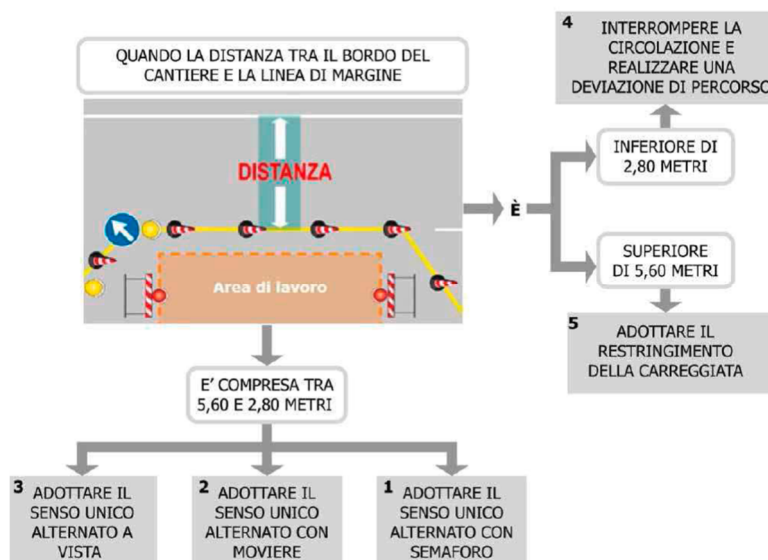 QUANDO LA DISTANZA TRA IL BORDO DEL
CANTIERE E LA LINEA DI MARGINE
DISTANZA
Area di lavoro
È
4
INTERROMPERE LA
CIRCOLAZIONE E
REALIZZARE UNA
DEVIAZIONE DI PERCORSO
INFERIORE DI
2,80 METRI
SUPERIORE
DI 5,60 METRI
5
ADOTTARE IL
RESTRINGIMENTO
DELLA CARREGGIATA
E' COMPRESA TRA
5,60 E 2,80 METRI
3
ADOTTARE IL
SENSO UNICO
ALTERNATO A
VISTA
2
ADOTTARE IL
SENSO UNICO
ALTERNATO CON
MOVIERE
1
ADOTTARE IL
SENSO UNICO
ALTERNATO CON
SEMAFORO